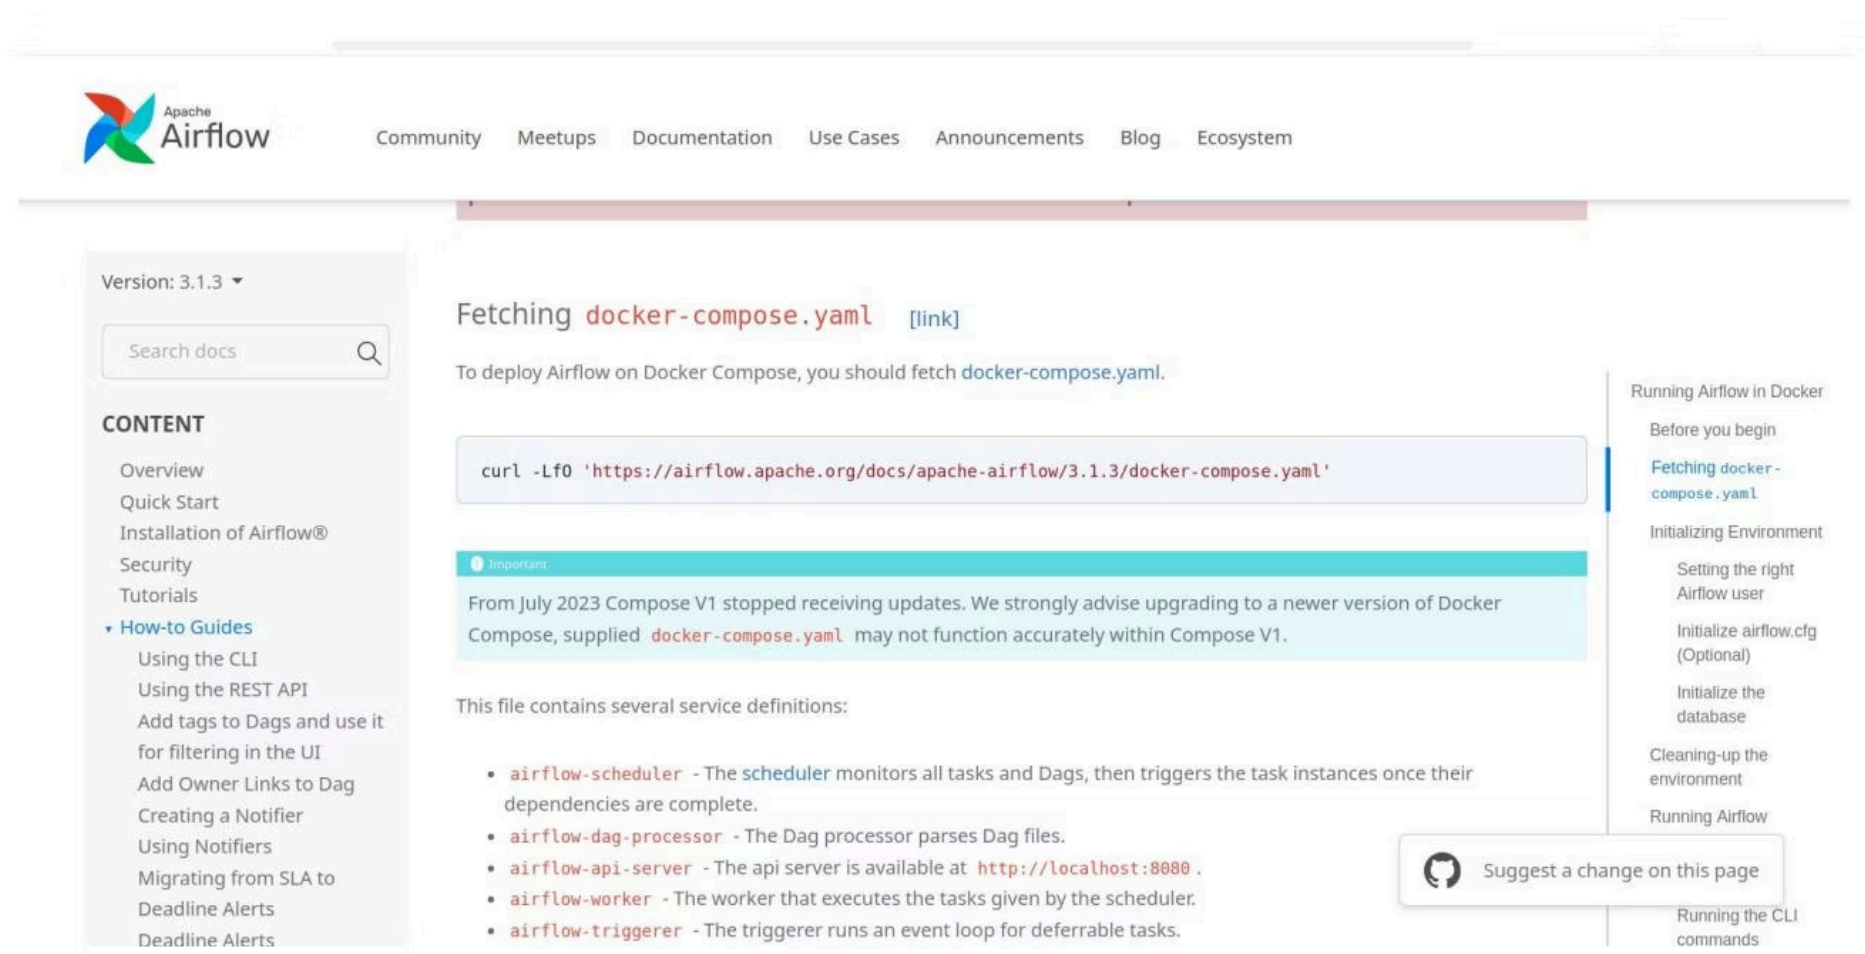 Apache
Airflow
Community Meetups Documentation Use Cases Announcements Blog Ecosystem
Version: 3.1.3
Search docs
CONTENT
Overview
Quick Start
Installation of Airflow®
Security
Tutorials
How-to Guides
Using the CLI
Using the REST API
Add tags to Dags and use it
for filtering in the UI
Add Owner Links to Dag
Creating a Notifier
Using Notifiers
Migrating from SLA to
Deadline Alerts
Deadline Alerts
Fetching docker-compose.yaml [link]
To deploy Airflow on Docker Compose, you should fetch docker-compose.yaml.
curl -LfO 'https://airflow.apache.org/docs/apache-airflow/3.1.3/docker-compose.yaml'
Important
From July 2023 Compose V1 stopped receiving updates. We strongly advise upgrading to a newer version of Docker
Compose, supplied docker-compose.yaml may not function accurately within Compose V1.
This file contains several service definitions:
• airflow-scheduler - The scheduler monitors all tasks and Dags, then triggers the task instances once their
dependencies are complete.
• airflow-dag-processor - The Dag processor parses Dag files.
• airflow-api-server - The api server is available at http://localhost:8080.
• airflow-worker - The worker that executes the tasks given by the scheduler.
• airflow-triggerer - The triggerer runs an event loop for deferrable tasks.
Running Airflow in Docker
Before you begin
Fetching docker-
compose.yaml
Initializing Environment
Setting the right
Airflow user
Initialize airflow.cfg
(Optional)
Initialize the
database
Cleaning-up the
environment
Running Airflow
Suggest a change on this page
Running the CLI
commands